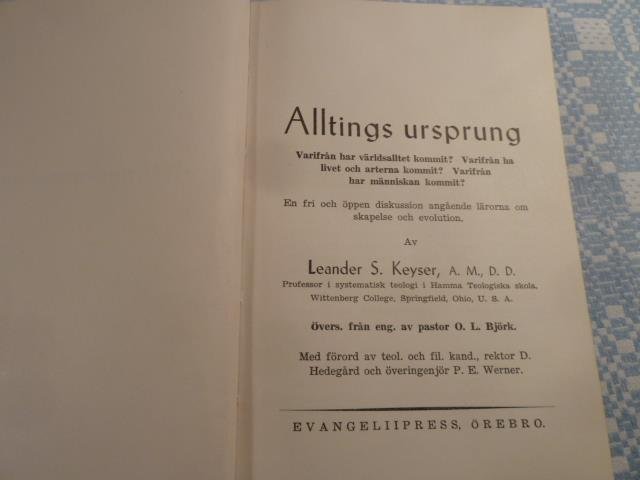 Alltings ursprung
Varifrån har världsalltet kommit? Varifrån ha
livet och arterna kommit? Varifrån
har människan kommit?
En fri och öppen diskussion angående lärorna om
skapelse och evolution.
Av
Leander S. Keyser, A. M., D. D.
Professor i systematisk teologi i Hamma Teologiska skola,
Wittenberg College, Springfield, Ohio, U. S. A.
Övers. från eng. av pastor O. L. Björk.
Med förord av teol. och fil. kand., rektor D.
Hedegård och överingenjör P. E. Werner.
EVANGELIIPRESS, ÖREBRO.